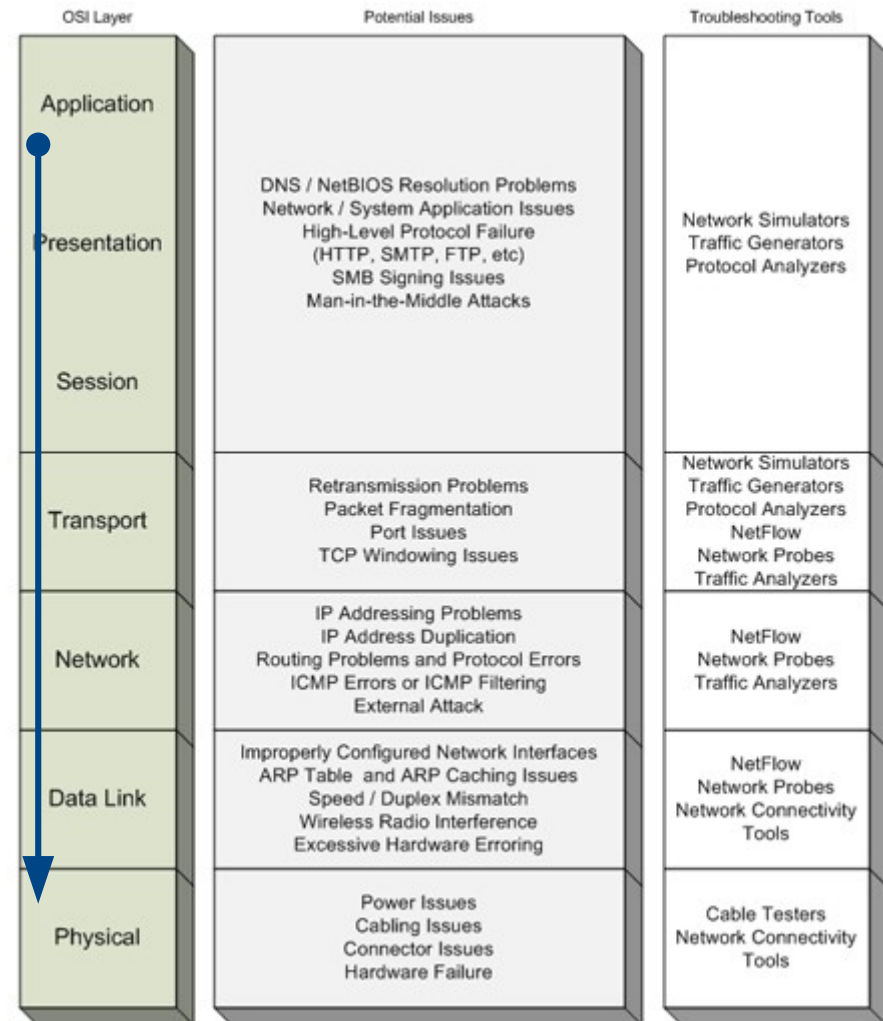 OSI Layer
Potential Issues
Troubleshooting Tools
Application
Presentation
Session
DNS / NetBIOS Resolution Problems
Network / System Application Issues
High-Level Protocol Failure
(HTTP, SMTP, FTP, etc)
SMB Signing Issues
Man-in-the-Middle Attacks
Network Simulators
Traffic Generators
Protocol Analyzers
Transport
Retransmission Problems
Packet Fragmentation
Port Issues
TCP Windowing Issues
Network Simulators
Traffic Generators
Protocol Analyzers
NetFlow
Network Probes
Traffic Analyzers
Network
IP Addressing Problems
IP Address Duplication
Routing Problems and Protocol Errors
ICMP Errors or ICMP Filtering
External Attack
NetFlow
Network Probes
Traffic Analyzers
Data Link
Improperly Configured Network Interfaces
ARP Table and ARP Caching Issues
Speed / Duplex Mismatch
Wireless Radio Interference
Excessive Hardware Erroring
NetFlow
Network Probes
Network Connectivity
Tools
Physical
Power Issues
Cabling Issues
Connector Issues
Hardware Failure
Cable Testers
Network Connectivity
Tools